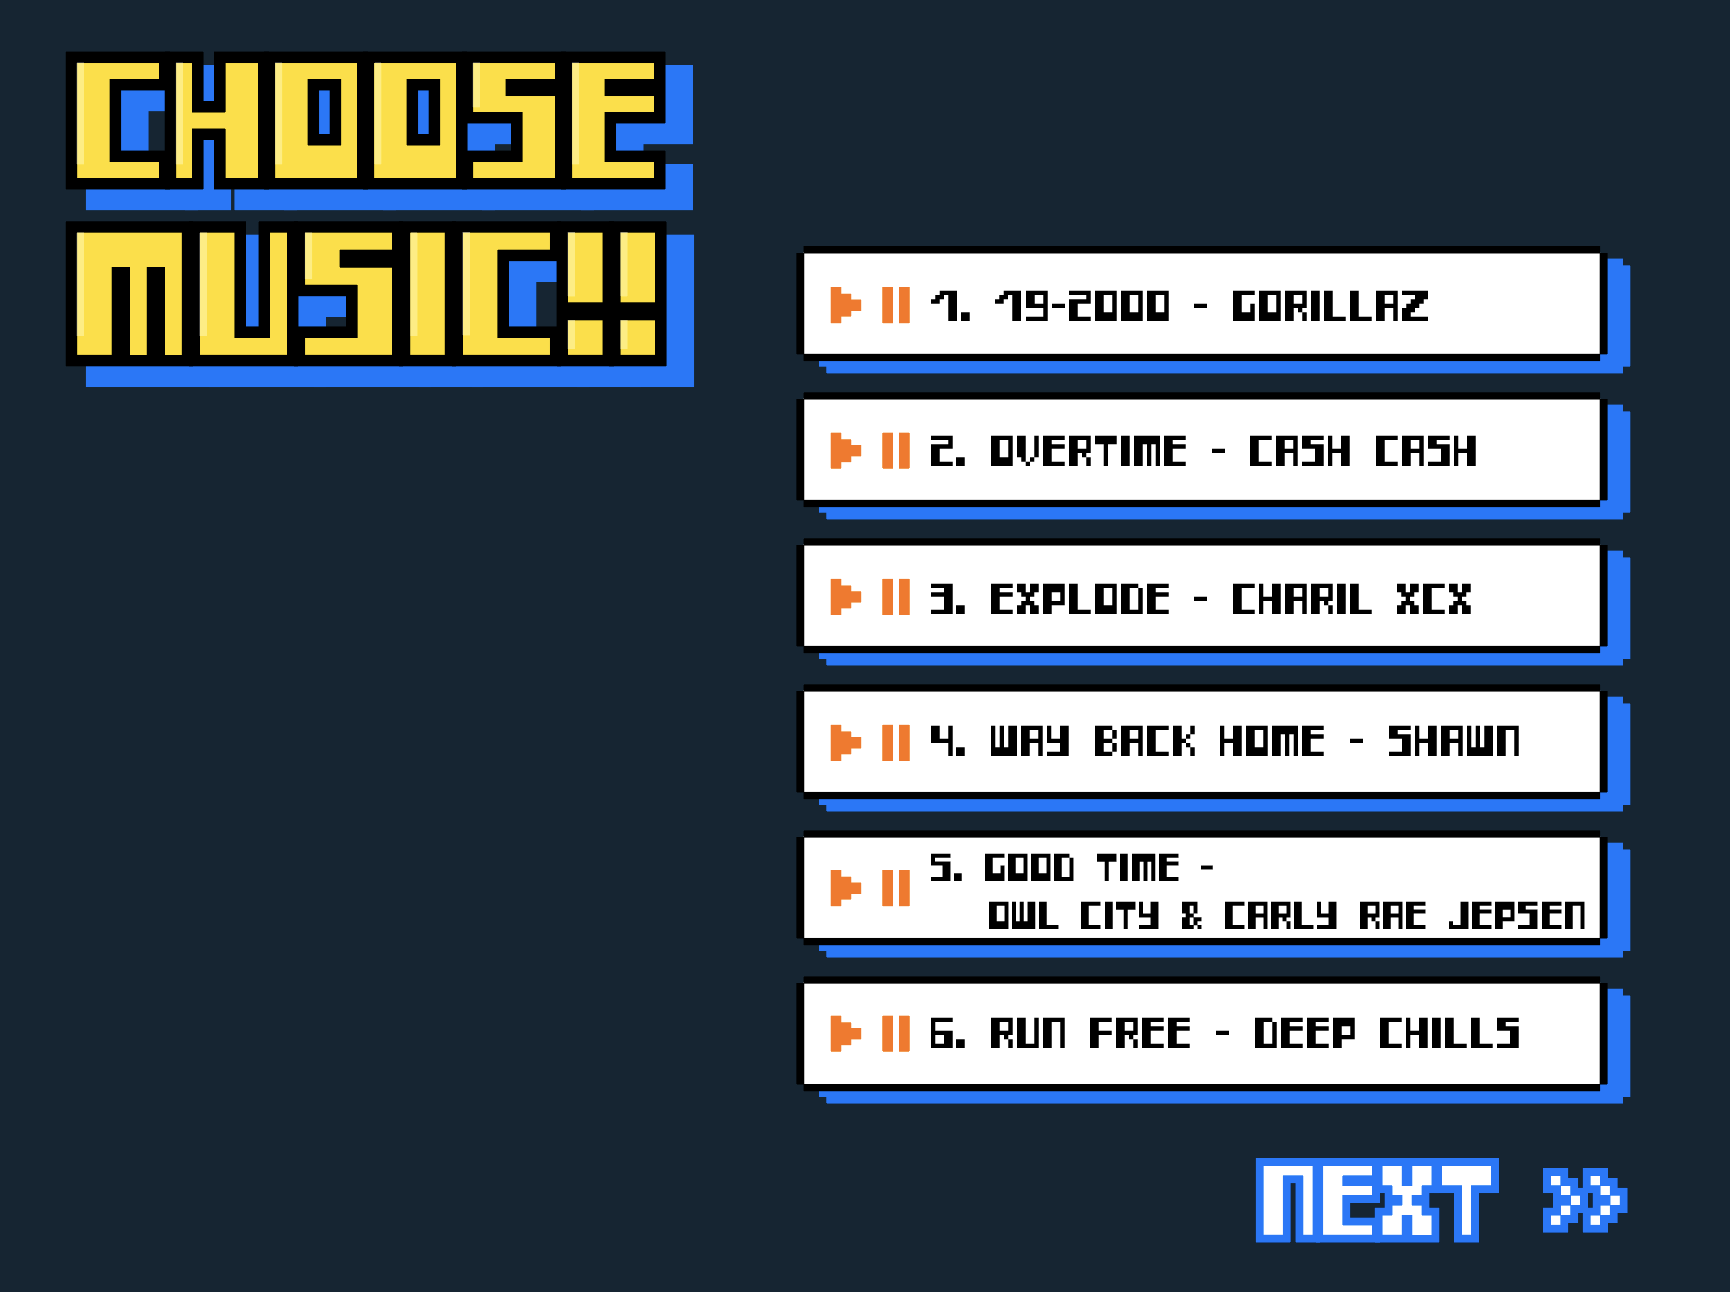 CHOOSE
MUSIC!!
1. 19-2000 - GORILLAZ
2. OVERTIME - CASH CASH
3. EXPLODE - CHARIL XCX
4. WAY BACK HOME - SHAWN
5. GOOD TIME -
OWL CITY & CARLY RAE JEPSEN
6. RUN FREE - DEEP CHILLS
NEXT »